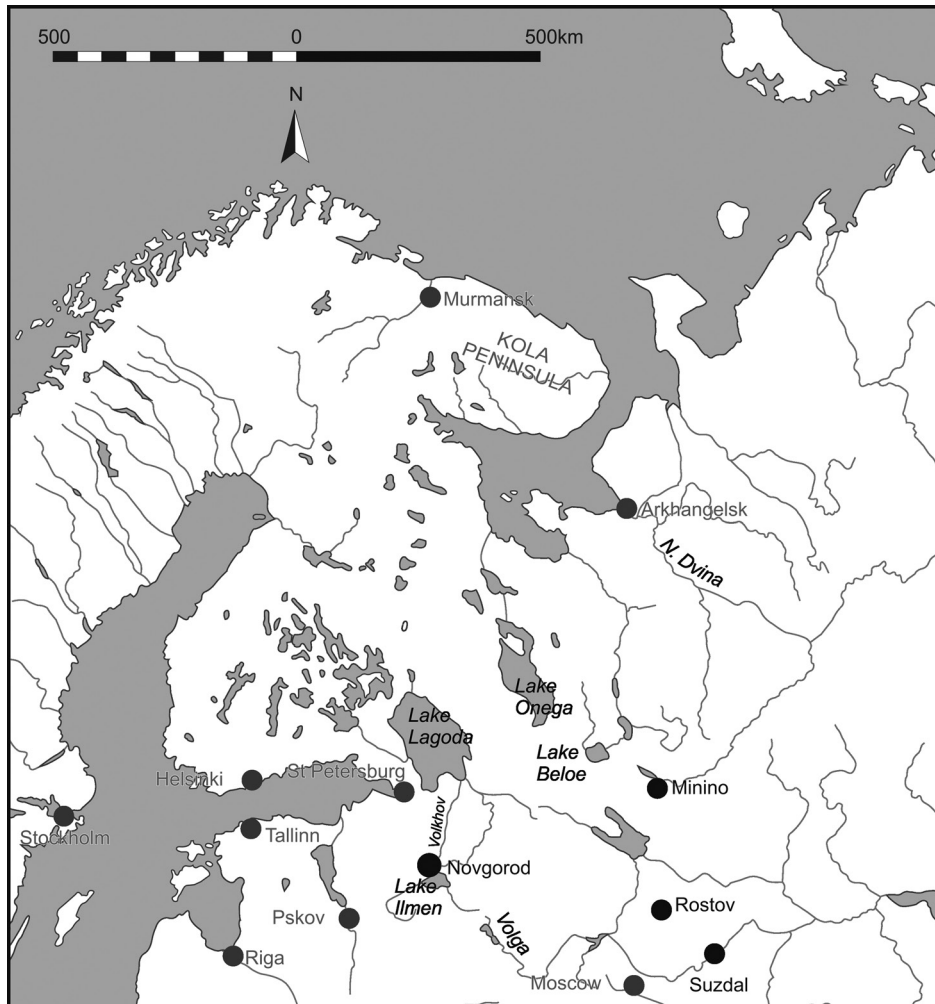 500 0 500km
N
Murmansk
KOLA
PENINSULA
Arkhangelsk
N. Dvina
Lake
Onega
Lake
Lagoda
Lake
Beloe
Helsinki
St Petersburg
Minino
Stockholm
Tallinn
Volkhov
Novgorod
Lake
Ilmen
Pskov
Rostov
Volga
Riga
Moscow
Suzdal